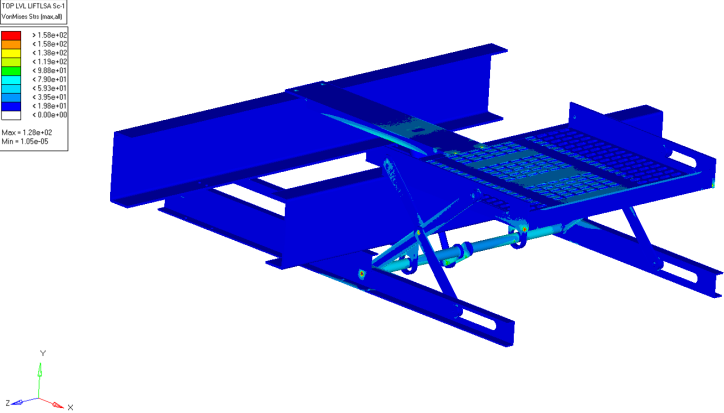 TOP LVL LIFTLSA Sc-1
VonMises Strs (max,all)
> 1.58e+02
< 1.58e+02
< 1.38e+02
< 1.19e+02
< 9.88e+01
< 7.90e+01
< 5.93e+01
< 3.95e+01
< 1.98e+01
< 0.00e+00
Max = 1.28e+02
Min = 1.05e-05
Y
Z
X